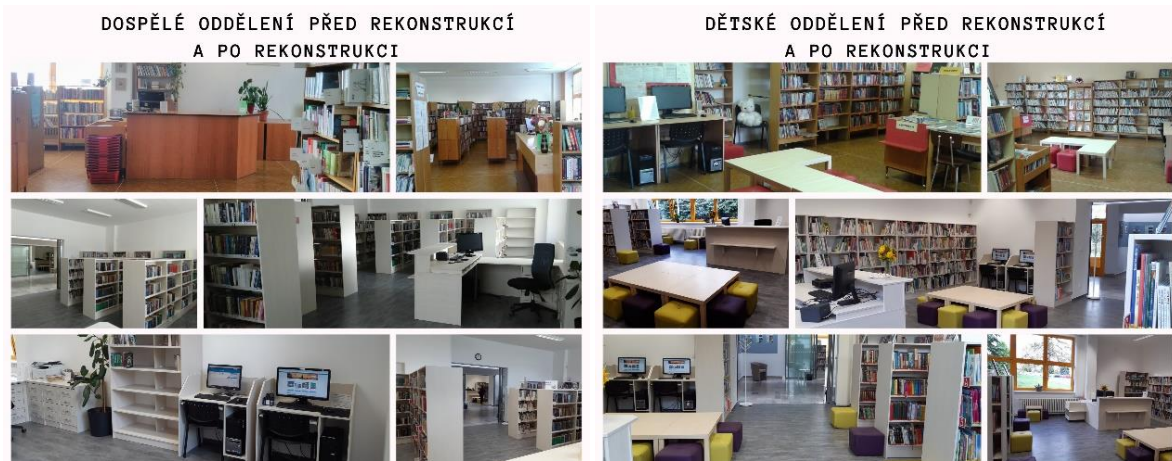 DOSPĚLÉ ODDĚLENÍ PŘED REKONSTRUKCÍ
A PO REKONSTRUKCI
DĚTSKÉ ODDĚLENÍ PŘED REKONSTRUKCÍ
A PO REKONSTRUKCI